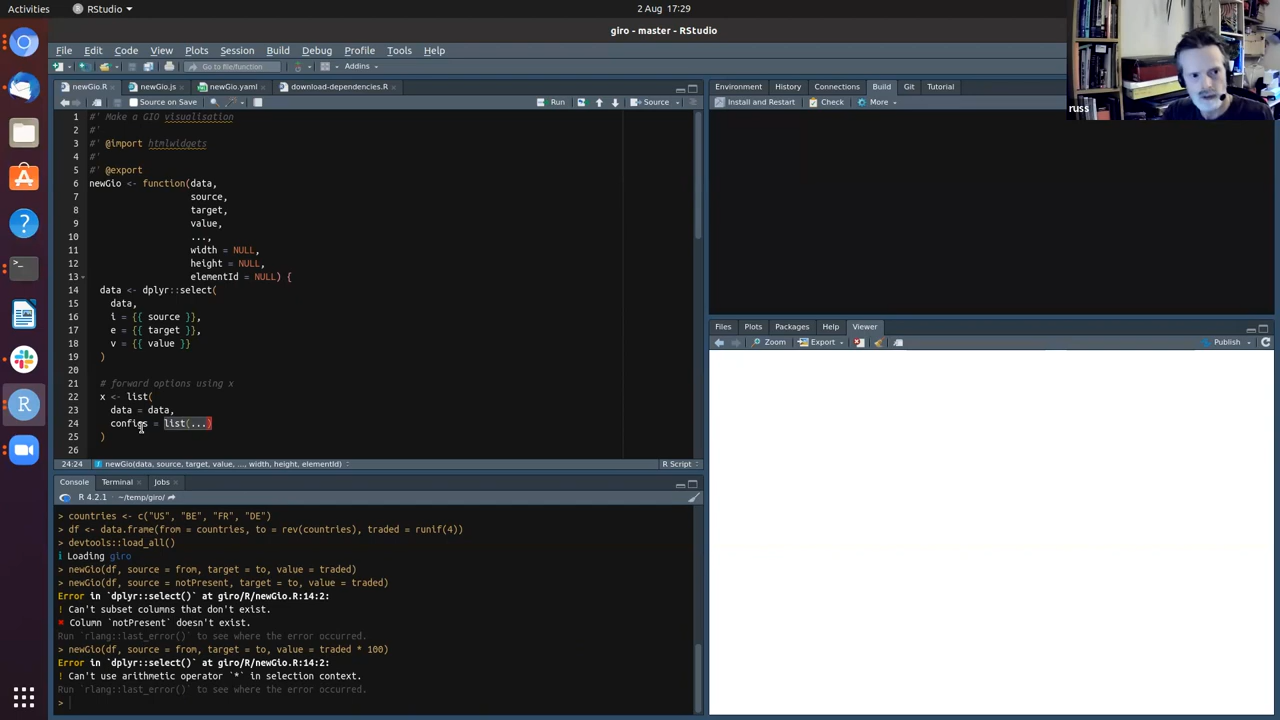 Activities
RStudio
2 Aug 17:29
giro - master - RStudio
File Edit Code View Plots Session Build Debug Profile Tools Help
Go to file/function
Addins
newGio.R
newGio.js
newGio.yaml
download-dependencies.R
Source on Save
Run
Source
1 #' Make a GIO visualisation
2 #'
3 #' @import htmlwidgets
4 #'
5 #' @export
6 newGio <- function(data,
7 source,
8 target,
9 value,
10 ...,
11 width = NULL,
12 height = NULL,
13 elementId = NULL) {
14 data <- dplyr::select(
15 data,
16 i = {{ source }},
17 e = {{ target }},
18 v = {{ value }}
19 )
20
21 # forward options using x
22 x <- list(
23 data = data,
24 configs = list(...)
25 )
26
24:24 newGio(data, source, target, value, ..., width, height, elementId)
R Script
Console Terminal Jobs
R 4.2.1 · ~/temp/giro/
> countries <- c("US", "BE", "FR", "DE")
> df <- data.frame(from = countries, to = rev(countries), traded = runif(4))
> devtools::load_all()
ℹ Loading giro
> newGio(df, source = from, target = to, value = traded)
> newGio(df, source = notPresent, target = to, value = traded)
Error in `dplyr::select()` at giro/R/newGio.R:14:2:
! Can't subset columns that don't exist.
✖ Column `notPresent` doesn't exist.
Run `rlang::last_error()` to see where the error occurred.
> newGio(df, source = from, target = to, value = traded * 100)
Error in `dplyr::select()` at giro/R/newGio.R:14:2:
! Can't use arithmetic operator `*` in selection context.
Run `rlang::last_error()` to see where the error occurred.
>
Environment History Connections Build Git Tutorial
Install and Restart Check More
Files Plots Packages Help Viewer
Zoom Export Publish
russ